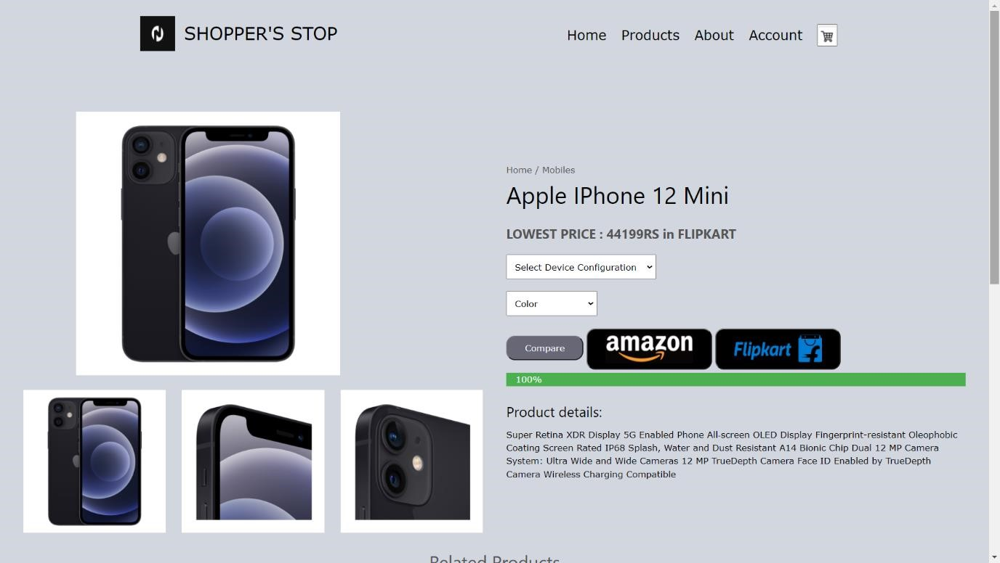 SHOPPER'S STOP
Home Products About Account
Home / Mobiles
Apple IPhone 12 Mini
LOWEST PRICE : 44199RS in FLIPKART
Select Device Configuration
Color
Compare amazon Flipkart
100%
Product details:
Super Retina XDR Display 5G Enabled Phone All-screen OLED Display Fingerprint-resistant Oleophobic
Coating Screen Rated IP68 Splash, Water and Dust Resistant A14 Bionic Chip Dual 12 MP Camera
System: Ultra Wide and Wide Cameras 12 MP TrueDepth Camera Face ID Enabled by TrueDepth
Camera Wireless Charging Compatible
Related Products